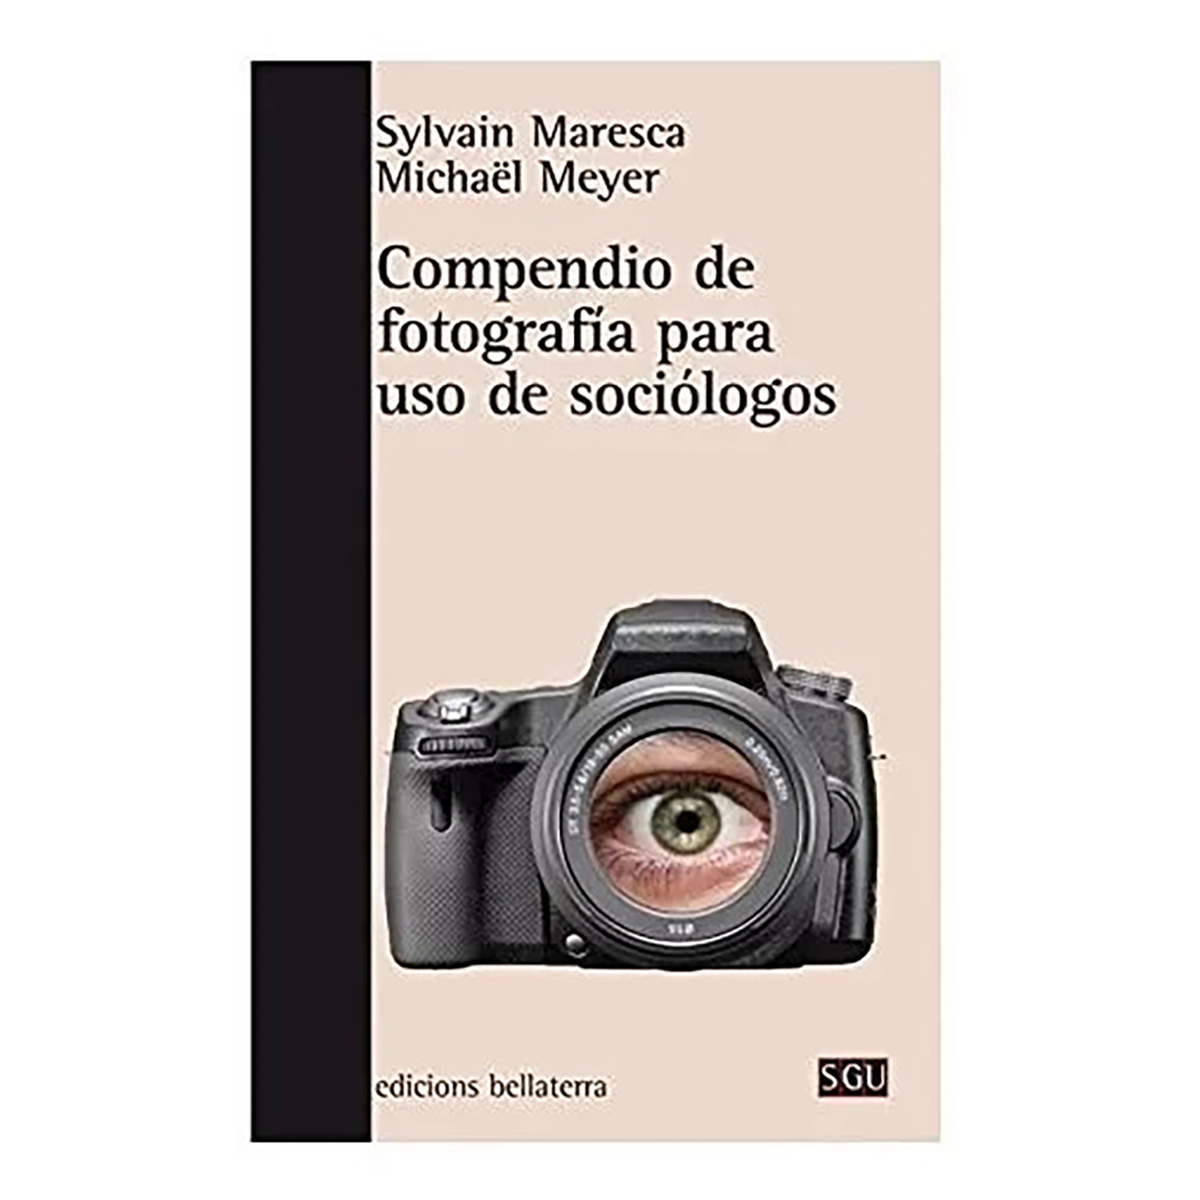 Sylvain Maresca
Michaël Meyer
Compendio de
fotografía para
uso de sociólogos
edicions bellaterra
SGU